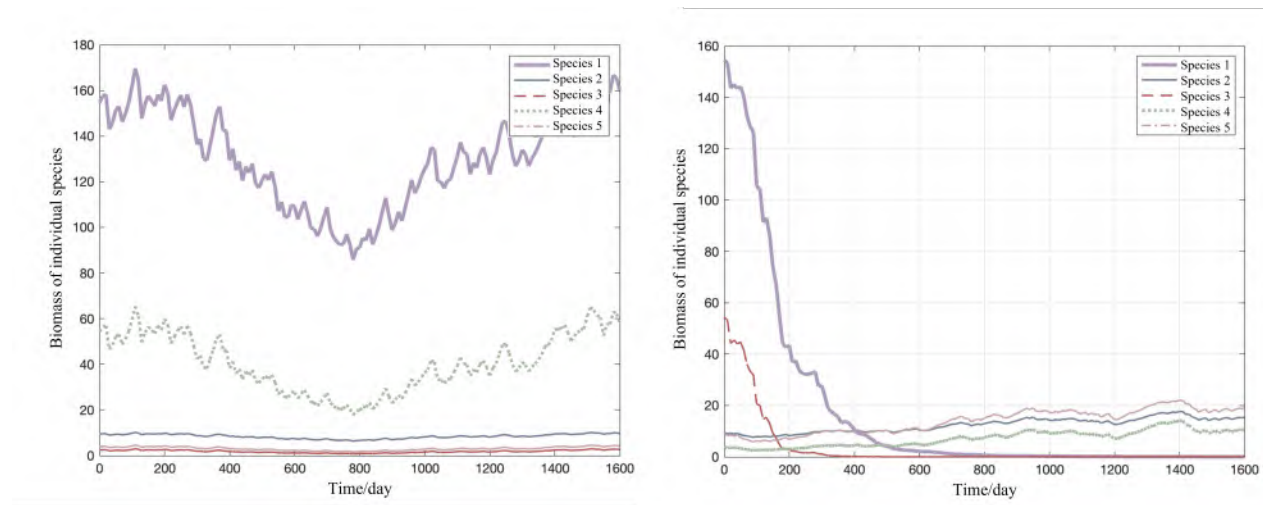 180
160
140
120
100
80
60
40
20
0
Biomass of individual species
Species 1
Species 2
Species 3
Species 4
Species 5
0 200 400 600 800 1000 1200 1400 1600
Time/day
160
140
120
100
80
60
40
20
0
Biomass of individual species
Species 1
Species 2
Species 3
Species 4
Species 5
0 200 400 600 800 1000 1200 1400 1600
Time/day